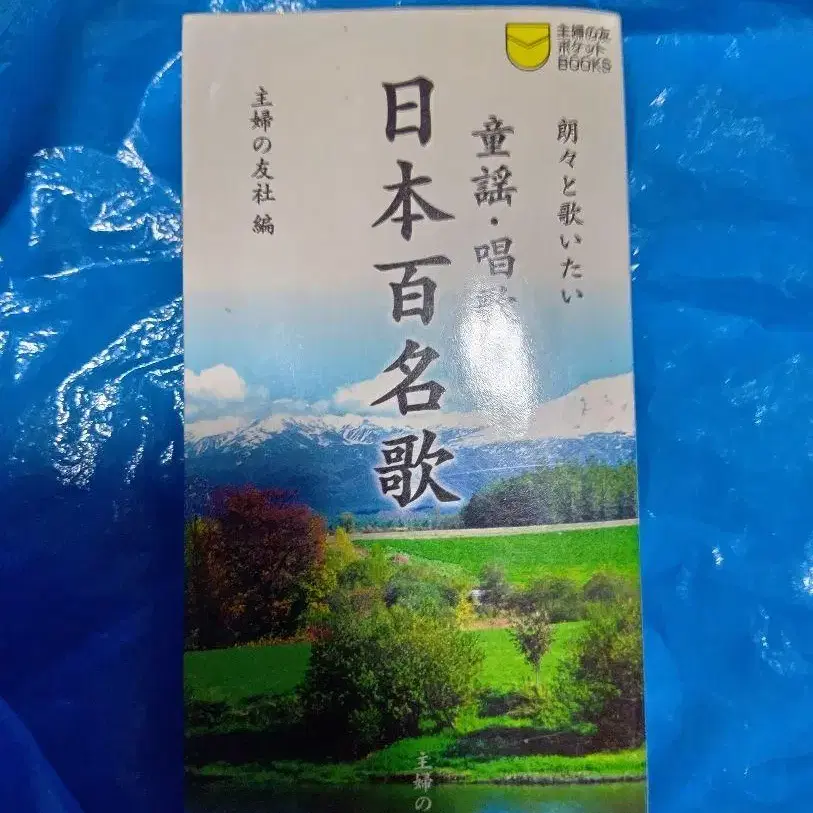 主婦の友
ポケット
BOOKS
朗々と歌いたい
童謡・唱歌
日本百名歌
主婦の友社 編
主婦の